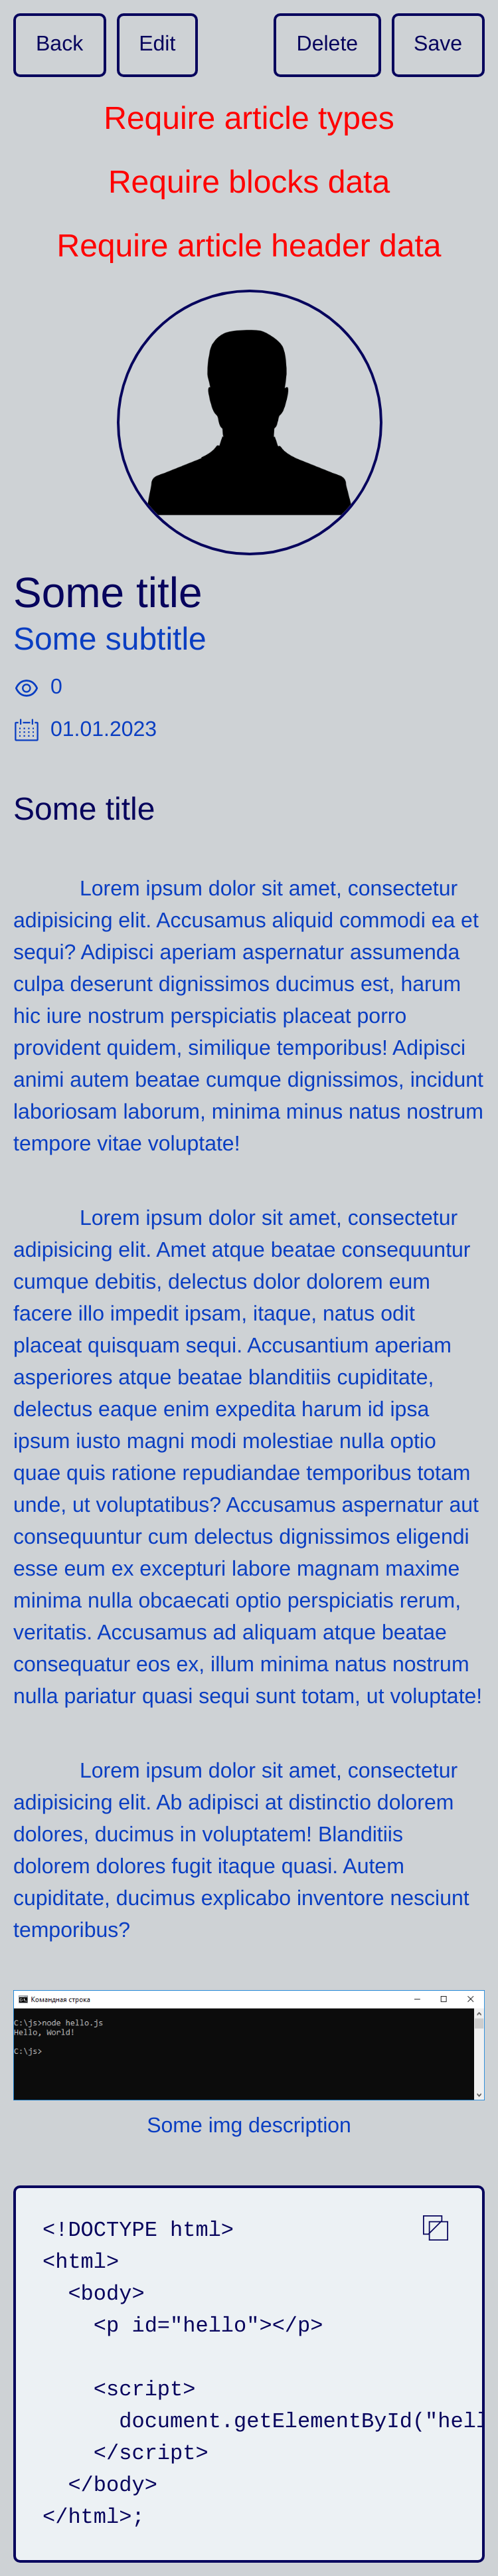 Back Edit Delete Save
Require article types
Require blocks data
Require article header data
Some title
Some subtitle
0
01.01.2023
Some title
Lorem ipsum dolor sit amet, consectetur
adipisicing elit. Accusamus aliquid commodi ea et
sequi? Adipisci aperiam aspernatur assumenda
culpa deserunt dignissimos ducimus est, harum
hic iure nostrum perspiciatis placeat porro
provident quidem, similique temporibus! Adipisci
animi autem beatae cumque dignissimos, incidunt
laboriosam laborum, minima minus natus nostrum
tempore vitae voluptate!
Lorem ipsum dolor sit amet, consectetur
adipisicing elit. Amet atque beatae consequuntur
cumque debitis, delectus dolor dolorem eum
facere illo impedit ipsam, itaque, natus odit
placeat quisquam sequi. Accusantium aperiam
asperiores atque beatae blanditiis cupiditate,
delectus eaque enim expedita harum id ipsa
ipsum iusto magni modi molestiae nulla optio
quae quis ratione repudiandae temporibus totam
unde, ut voluptatibus? Accusamus aspernatur aut
consequuntur cum delectus dignissimos eligendi
esse eum ex excepturi labore magnam maxime
minima nulla obcaecati optio perspiciatis rerum,
veritatis. Accusamus ad aliquam atque beatae
consequatur eos ex, illum minima natus nostrum
nulla pariatur quasi sequi sunt totam, ut voluptate!
Lorem ipsum dolor sit amet, consectetur
adipisicing elit. Ab adipisci at distinctio dolorem
dolores, ducimus in voluptatem! Blanditiis
dolorem dolores fugit itaque quasi. Autem
cupiditate, ducimus explicabo inventore nesciunt
temporibus?
Командная строка
C:\js>node hello.js
Hello, World!
C:\js>
Some img description
<!DOCTYPE html>
<html>
  <body>
    <p id="hello"></p>
    <script>
      document.getElementById("hell
    </script>
  </body>
</html>;